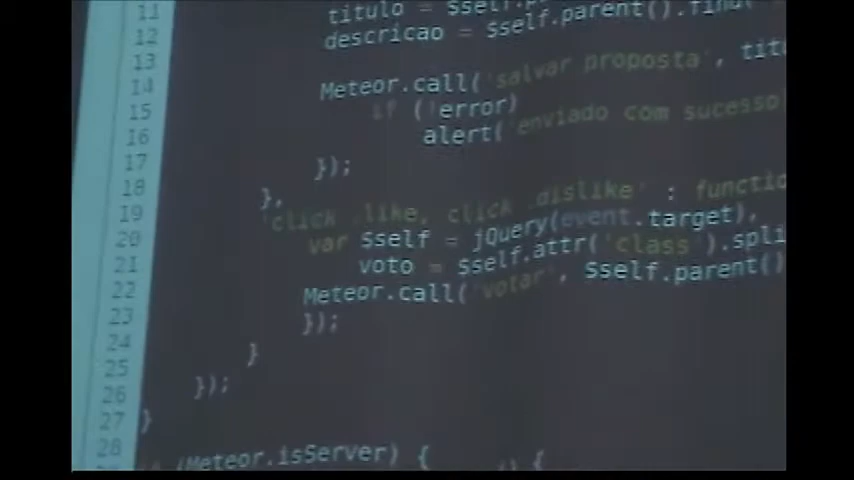 11 titulo = $self.p
12 descricao = $self.parent().find(
13
14 Meteor.call('salvar proposta', titu
15 if (!error)
16 alert('enviado com sucesso'
17 });
18 },
19 'click .like, click .dislike' : functio
20 var $self = jQuery(event.target),
21 voto = $self.attr('class').spli
22 Meteor.call('votar', $self.parent()
23 });
24 }
25 });
26
27 }
28 (Meteor.isServer) {
() {